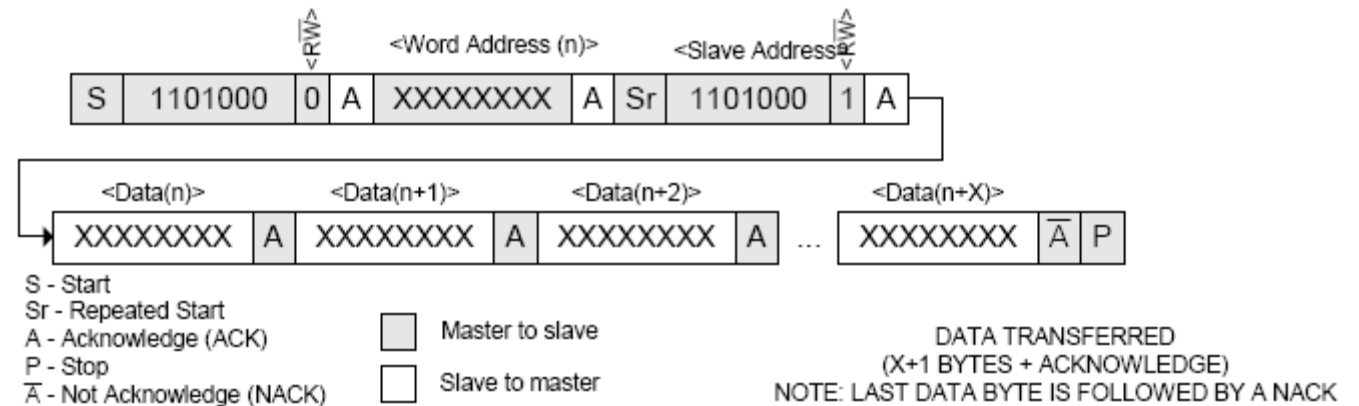 <RW̅>
<Word Address (n)>
<Slave Address>
<RW̅>
S 1101000 0 A XXXXXXXX A Sr 1101000 1 A
<Data(n)> <Data(n+1)> <Data(n+2)> <Data(n+X)>
XXXXXXXX A XXXXXXXX A XXXXXXXX A ... XXXXXXXX A̅ P
S - Start
Sr - Repeated Start
A - Acknowledge (ACK)
P - Stop
A̅ - Not Acknowledge (NACK)
Master to slave
Slave to master
DATA TRANSFERRED
(X+1 BYTES + ACKNOWLEDGE)
NOTE: LAST DATA BYTE IS FOLLOWED BY A NACK